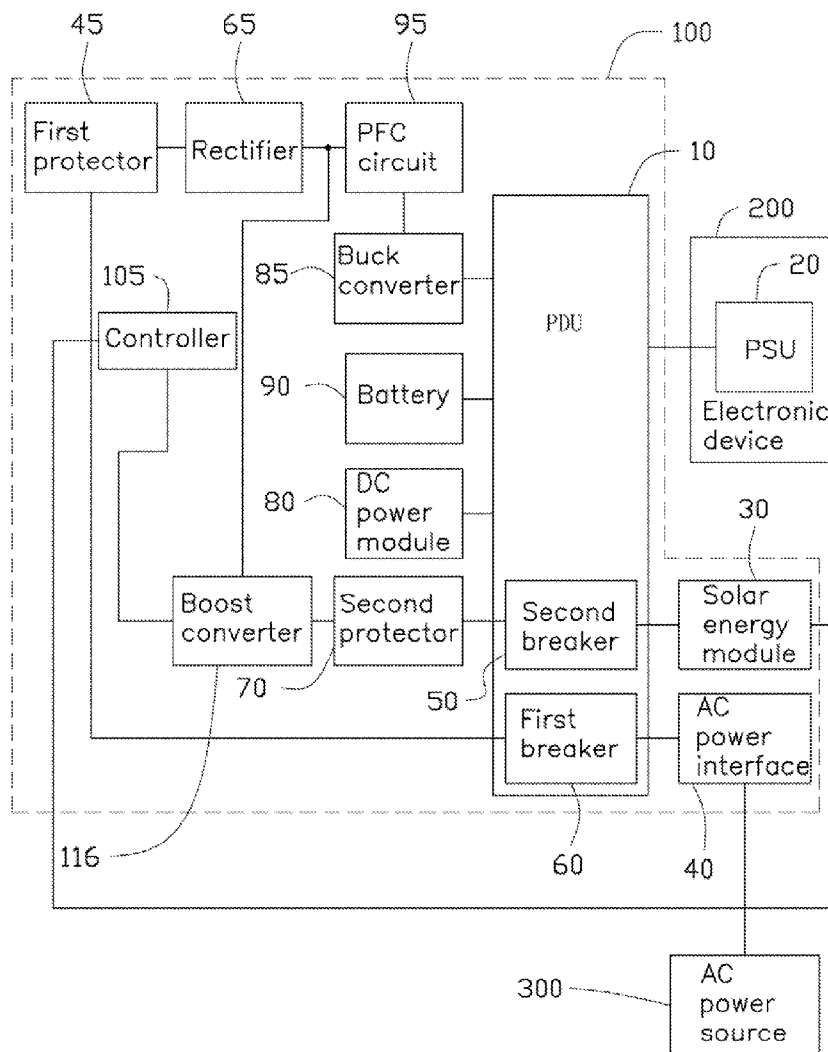 45
65
95
100
First
protector
Rectifier
PFC
circuit
10
200
20
85
Buck
converter
105
Controller
PDU
PSU
Electronic
device
90
Battery
80
DC
power
module
30
Boost
converter
Second
protector
Second
breaker
Solar
energy
module
70
50
First
breaker
AC
power
interface
116
60
40
300
AC
power
source